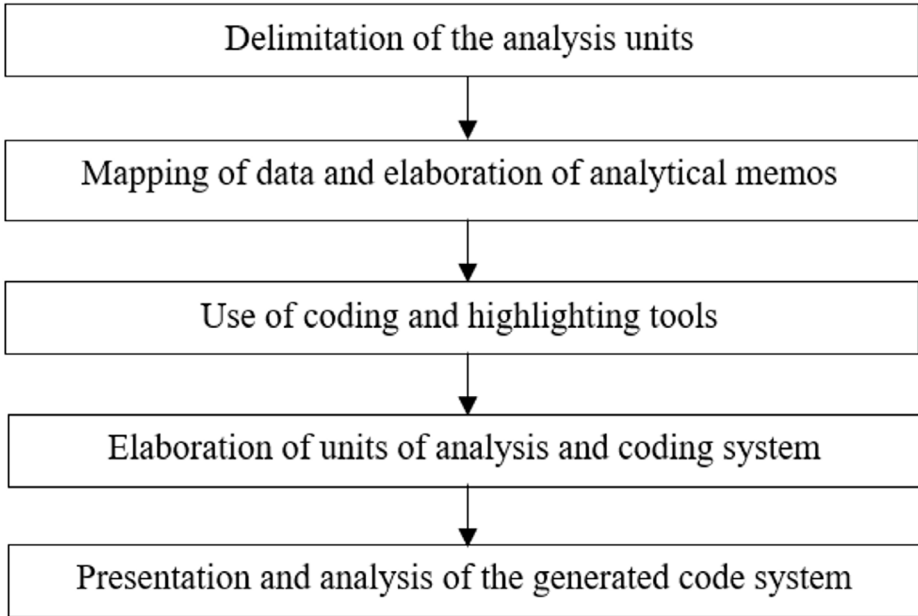 Delimitation of the analysis units
Mapping of data and elaboration of analytical memos
Use of coding and highlighting tools
Elaboration of units of analysis and coding system
Presentation and analysis of the generated code system